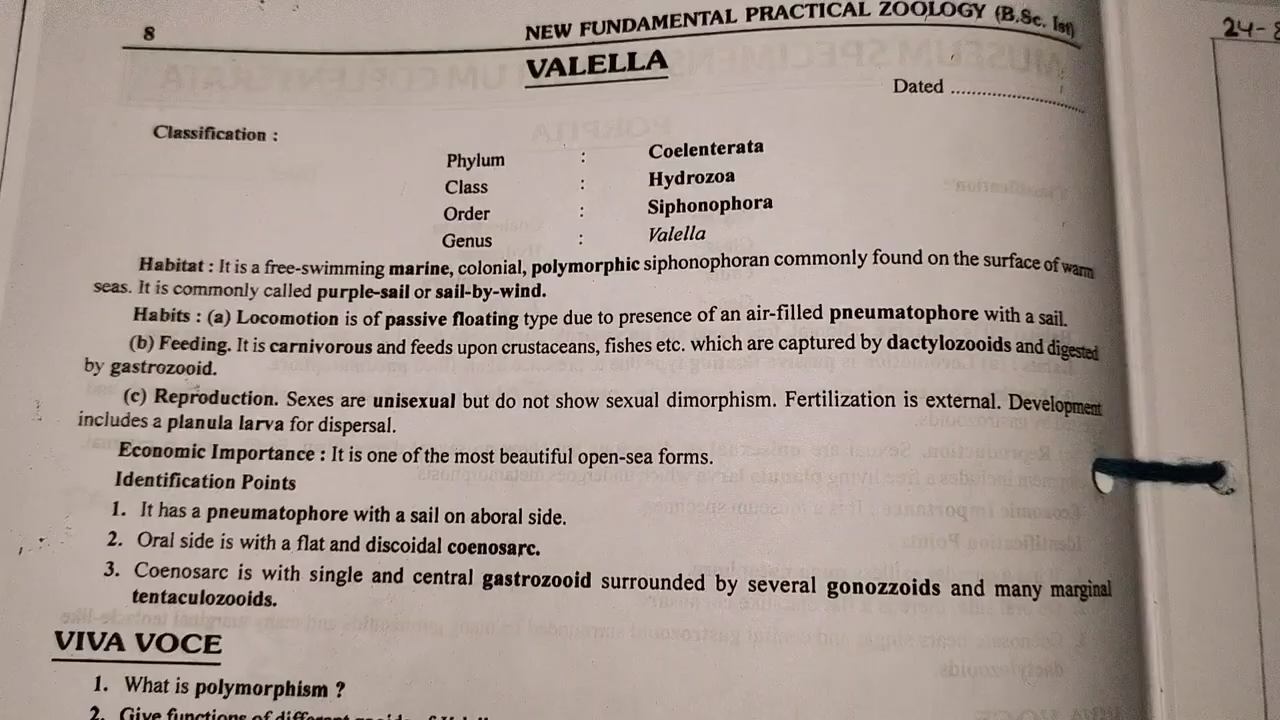 8
NEW FUNDAMENTAL PRACTICAL ZOOLOGY (B.Sc. Ist)
24-
VALELLA
Dated ..............................
Classification :
Phylum : Coelenterata
Class : Hydrozoa
Order : Siphonophora
Genus : Valella
Habitat : It is a free-swimming marine, colonial, polymorphic siphonophoran commonly found on the surface of warm
seas. It is commonly called purple-sail or sail-by-wind.
Habits : (a) Locomotion is of passive floating type due to presence of an air-filled pneumatophore with a sail.
(b) Feeding. It is carnivorous and feeds upon crustaceans, fishes etc. which are captured by dactylozooids and digested
by gastrozooid.
(c) Reproduction. Sexes are unisexual but do not show sexual dimorphism. Fertilization is external. Development
includes a planula larva for dispersal.
Economic Importance : It is one of the most beautiful open-sea forms.
Identification Points
1. It has a pneumatophore with a sail on aboral side.
2. Oral side is with a flat and discoidal coenosarc.
3. Coenosarc is with single and central gastrozooid surrounded by several gonozzoids and many marginal
tentaculozooids.
VIVA VOCE
1. What is polymorphism ?
2. Give functions of